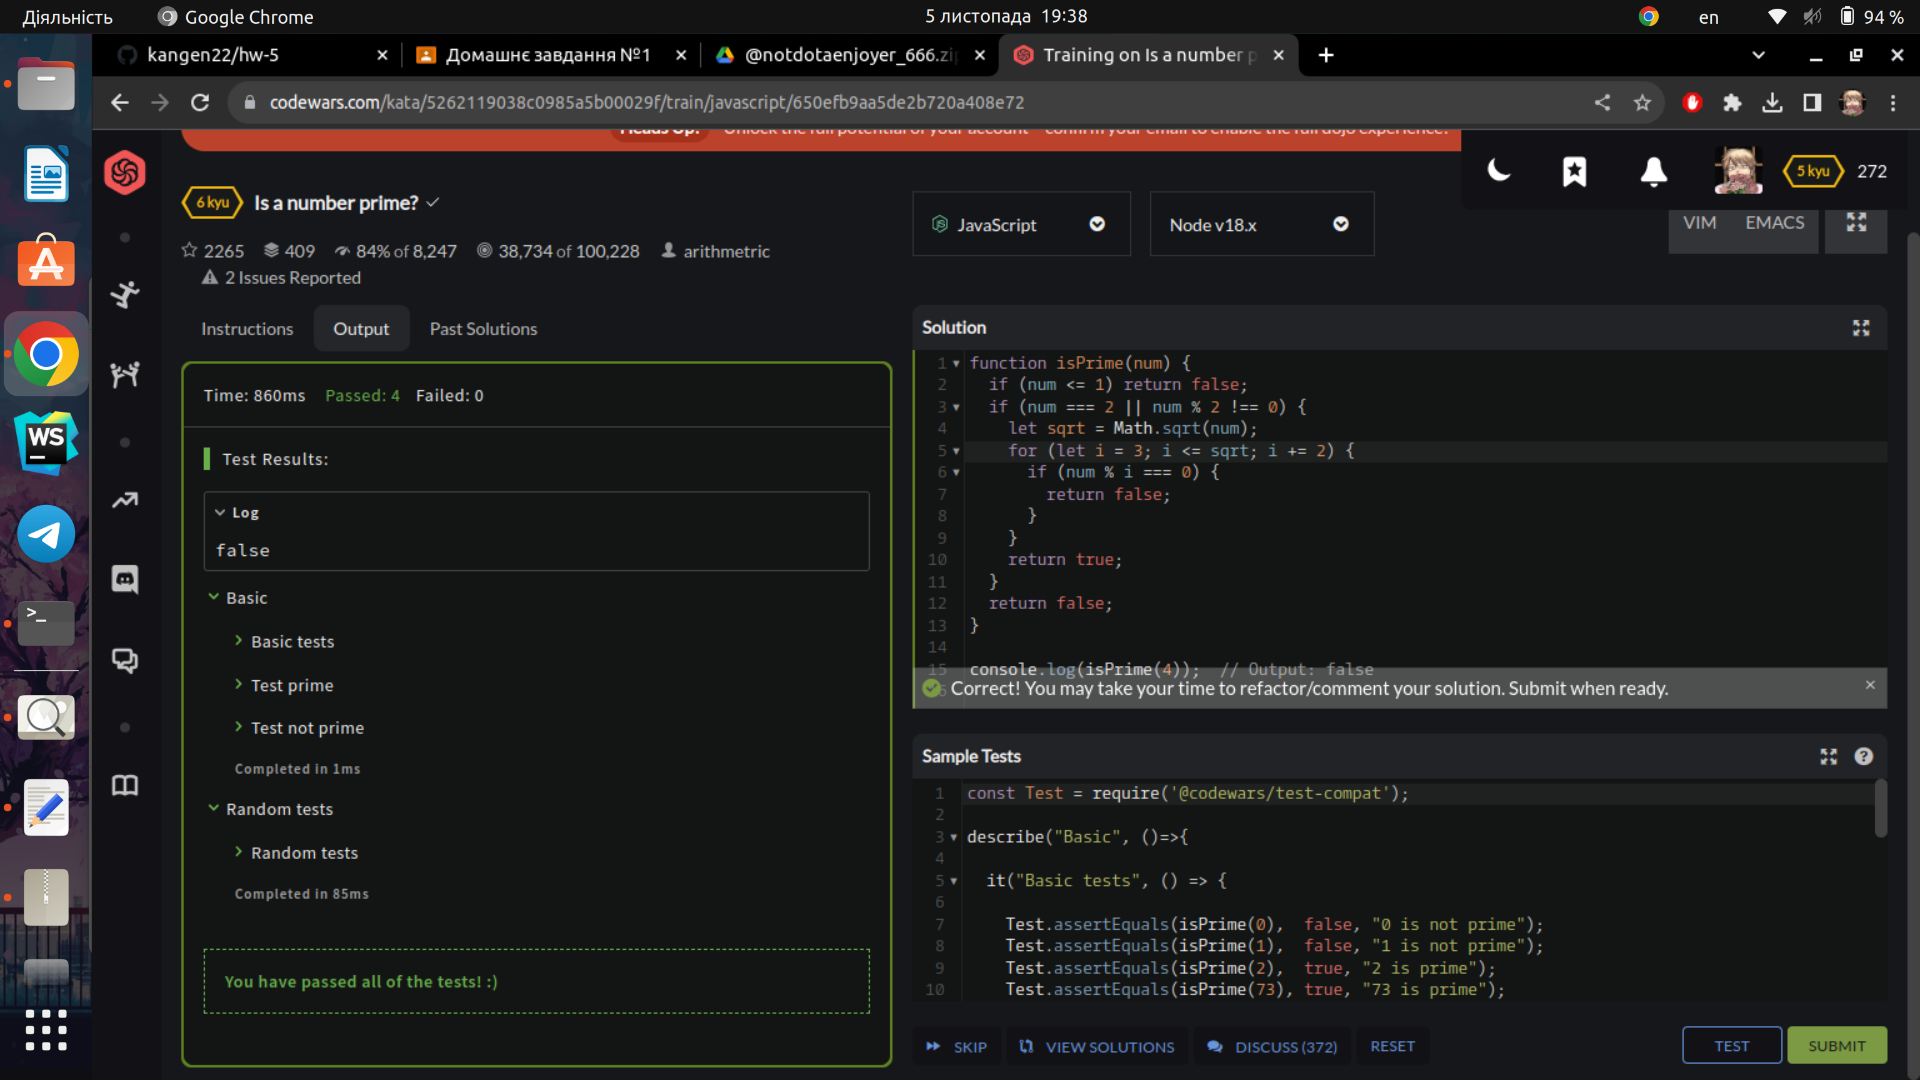 Діяльність
Google Chrome
5 листопада 19:38
en
94 %
kangen22/hw-5
Домашнє завдання №1
@notdotaenjoyer_666.zi
Training on Is a number p
codewars.com/kata/5262119038c0985a5b00029f/train/javascript/650efb9aa5de2b720a408e72
Heads Up! Unlock the full potential of your account - confirm your email to enable the full dojo experience!
5 kyu
272
6 kyu
Is a number prime?
2265 409 84% of 8,247 38,734 of 100,228 arithmetric
2 Issues Reported
JavaScript
Node v18.x
VIM
EMACS
Instructions
Output
Past Solutions
Time: 860ms Passed: 4 Failed: 0
Test Results:
Log
false
Basic
Basic tests
Test prime
Test not prime
Completed in 1ms
Random tests
Random tests
Completed in 85ms
You have passed all of the tests! :)
WS
>_
Solution
1 function isPrime(num) {
2 if (num <= 1) return false;
3 if (num === 2 || num % 2 !== 0) {
4 let sqrt = Math.sqrt(num);
5 for (let i = 3; i <= sqrt; i += 2) {
6 if (num % i === 0) {
7 return false;
8 }
9 }
10 return true;
11 }
12 return false;
13 }
14
15 console.log(isPrime(4)); // Output: false
Correct! You may take your time to refactor/comment your solution. Submit when ready.
Sample Tests
1 const Test = require('@codewars/test-compat');
2
3 describe("Basic", ()=>{
4
5 it("Basic tests", () => {
6
7 Test.assertEquals(isPrime(0), false, "0 is not prime");
8 Test.assertEquals(isPrime(1), false, "1 is not prime");
9 Test.assertEquals(isPrime(2), true, "2 is prime");
10 Test.assertEquals(isPrime(73), true, "73 is prime");
SKIP
VIEW SOLUTIONS
DISCUSS (372)
RESET
TEST
SUBMIT